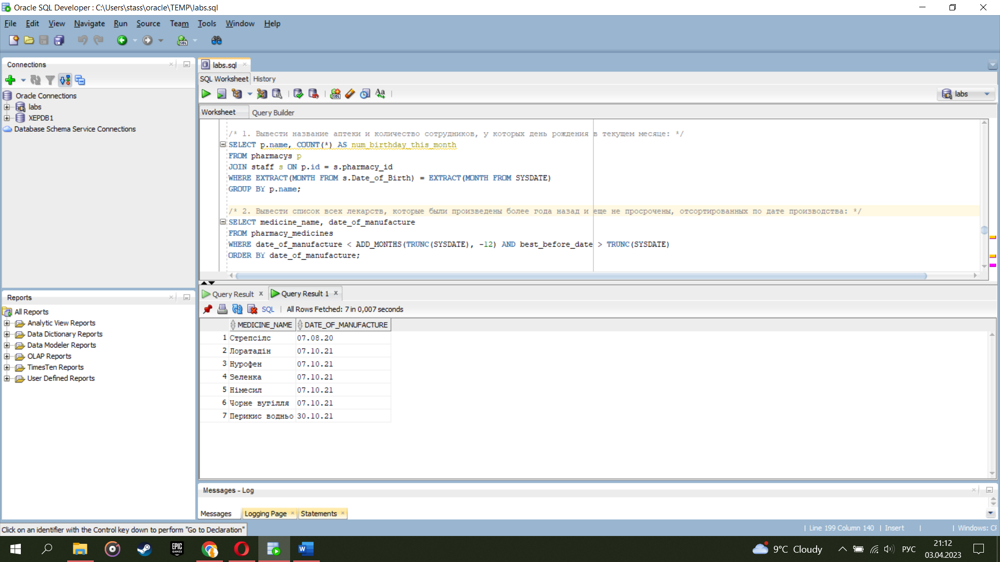 Oracle SQL Developer : C:\Users\stass\oracle\TEMP\labs.sql
File Edit View Navigate Run Source Team Tools Window Help
Connections
Oracle Connections
labs
XEPDB1
Database Schema Service Connections
Reports
All Reports
Analytic View Reports
Data Dictionary Reports
Data Modeler Reports
OLAP Reports
TimesTen Reports
User Defined Reports
labs.sql
SQL Worksheet History
labs
Worksheet Query Builder
/* 1. Вывести название аптеки и количество сотрудников, у которых день рождения в текущем месяце: */
SELECT p.name, COUNT(*) AS num_birthday_this_month
FROM pharmacys p
JOIN staff s ON p.id = s.pharmacy_id
WHERE EXTRACT(MONTH FROM s.Date_of_Birth) = EXTRACT(MONTH FROM SYSDATE)
GROUP BY p.name;
/* 2. Вывести список всех лекарств, которые были произведены более года назад и еще не просрочены, отсортированных по дате производства: */
SELECT medicine_name, date_of_manufacture
FROM pharmacy_medicines
WHERE date_of_manufacture < ADD_MONTHS(TRUNC(SYSDATE), -12) AND best_before_date > TRUNC(SYSDATE)
ORDER BY date_of_manufacture;
Query Result Query Result 1
SQL All Rows Fetched: 7 in 0,007 seconds
MEDICINE_NAME DATE_OF_MANUFACTURE
1 Стрепсілс 07.08.20
2 Лоратадін 07.10.21
3 Нурофен 07.10.21
4 Зеленка 07.10.21
5 Німесил 07.10.21
6 Чорне вугілля 07.10.21
7 Перикис водньо 30.10.21
Messages - Log
Messages Logging Page Statements
Click on an identifier with the Control key down to perform "Go to Declaration"
Line 199 Column 140 Insert Windows: CF
EPIC GAMES
9°C Cloudy
РУС
21:12
03.04.2023